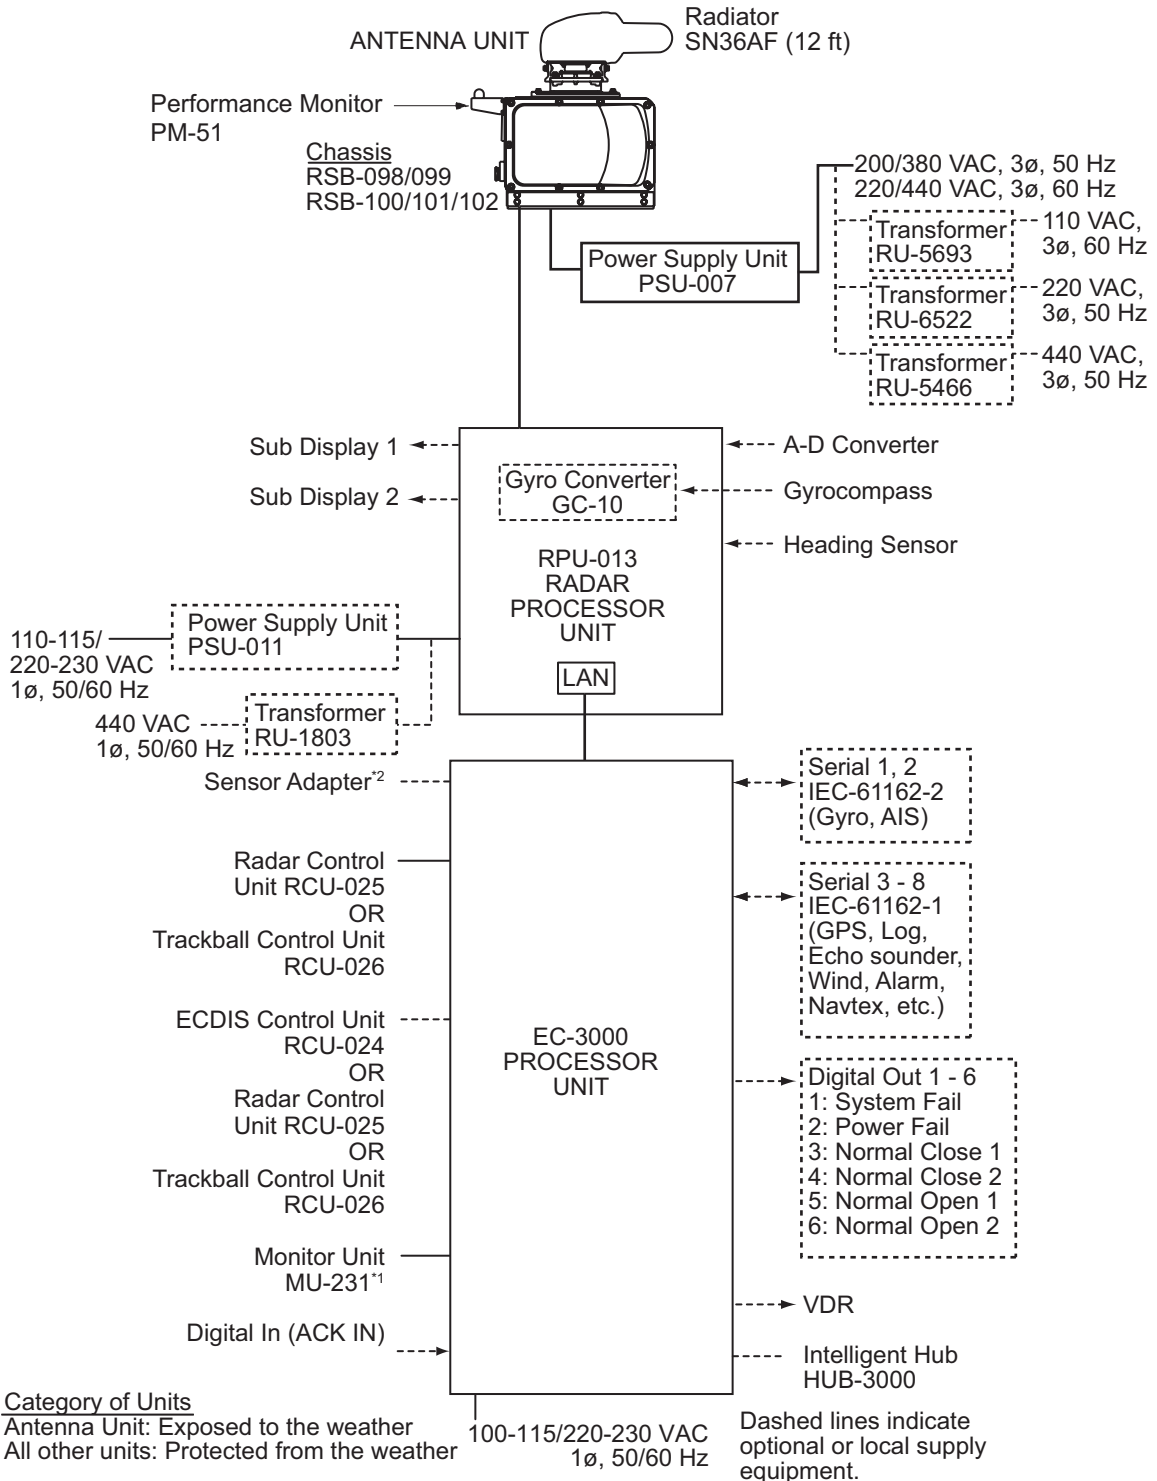 Radiator
SN36AF (12 ft)
ANTENNA UNIT
Performance Monitor
PM-51
Chassis
RSB-098/099
RSB-100/101/102
200/380 VAC, 3ø, 50 Hz
220/440 VAC, 3ø, 60 Hz
Transformer
RU-5693
110 VAC,
3ø, 60 Hz
Power Supply Unit
PSU-007
Transformer
RU-6522
220 VAC,
3ø, 50 Hz
Transformer
RU-5466
440 VAC,
3ø, 50 Hz
Sub Display 1
Sub Display 2
A-D Converter
Gyro Converter
GC-10
Gyrocompass
Heading Sensor
RPU-013
RADAR
PROCESSOR
UNIT
LAN
Power Supply Unit
PSU-011
110-115/
220-230 VAC
1ø, 50/60 Hz
Transformer
RU-1803
440 VAC
1ø, 50/60 Hz
Sensor Adapter*2
Radar Control
Unit RCU-025
OR
Trackball Control Unit
RCU-026
ECDIS Control Unit
RCU-024
OR
Radar Control
Unit RCU-025
OR
Trackball Control Unit
RCU-026
Monitor Unit
MU-231*1
Digital In (ACK IN)
EC-3000
PROCESSOR
UNIT
Serial 1, 2
IEC-61162-2
(Gyro, AIS)
Serial 3 - 8
IEC-61162-1
(GPS, Log,
Echo sounder,
Wind, Alarm,
Navtex, etc.)
Digital Out 1 - 6
1: System Fail
2: Power Fail
3: Normal Close 1
4: Normal Close 2
5: Normal Open 1
6: Normal Open 2
VDR
Intelligent Hub
HUB-3000
Category of Units
Antenna Unit: Exposed to the weather
All other units: Protected from the weather
100-115/220-230 VAC
1ø, 50/60 Hz
Dashed lines indicate
optional or local supply
equipment.